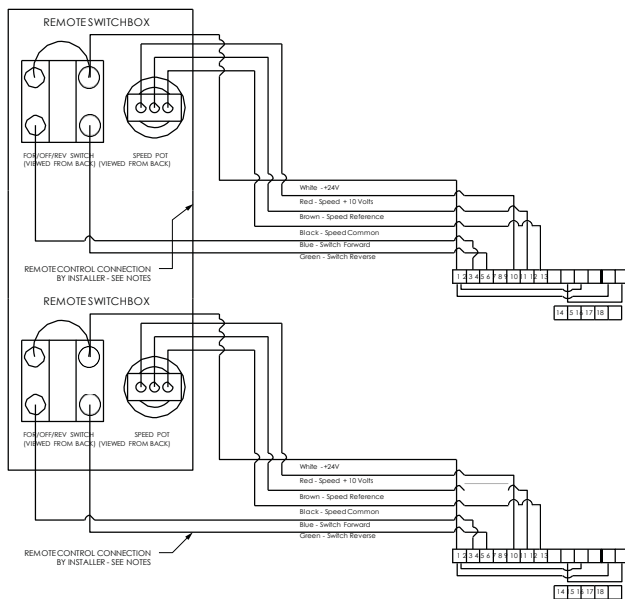 REMOTE SWITCHBOX
FOR/OFF/REV SWITCH
(VIEWED FROM BACK)
SPEED POT
(VIEWED FROM BACK)
White - +24V
Red - Speed + 10 Volts
Brown - Speed Reference
Black - Speed Common
Blue - Switch Forward
Green - Switch Reverse
REMOTE CONTROL CONNECTION
BY INSTALLER - SEE NOTES
1 2 3 4 5 6 7 8 9 10 11 12 13
14 15 16 17 18
REMOTE SWITCHBOX
FOR/OFF/REV SWITCH
(VIEWED FROM BACK)
SPEED POT
(VIEWED FROM BACK)
White - +24V
Red - Speed + 10 Volts
Brown - Speed Reference
Black - Speed Common
Blue - Switch Forward
Green - Switch Reverse
REMOTE CONTROL CONNECTION
BY INSTALLER - SEE NOTES
1 2 3 4 5 6 7 8 9 10 11 12 13
14 15 16 17 18